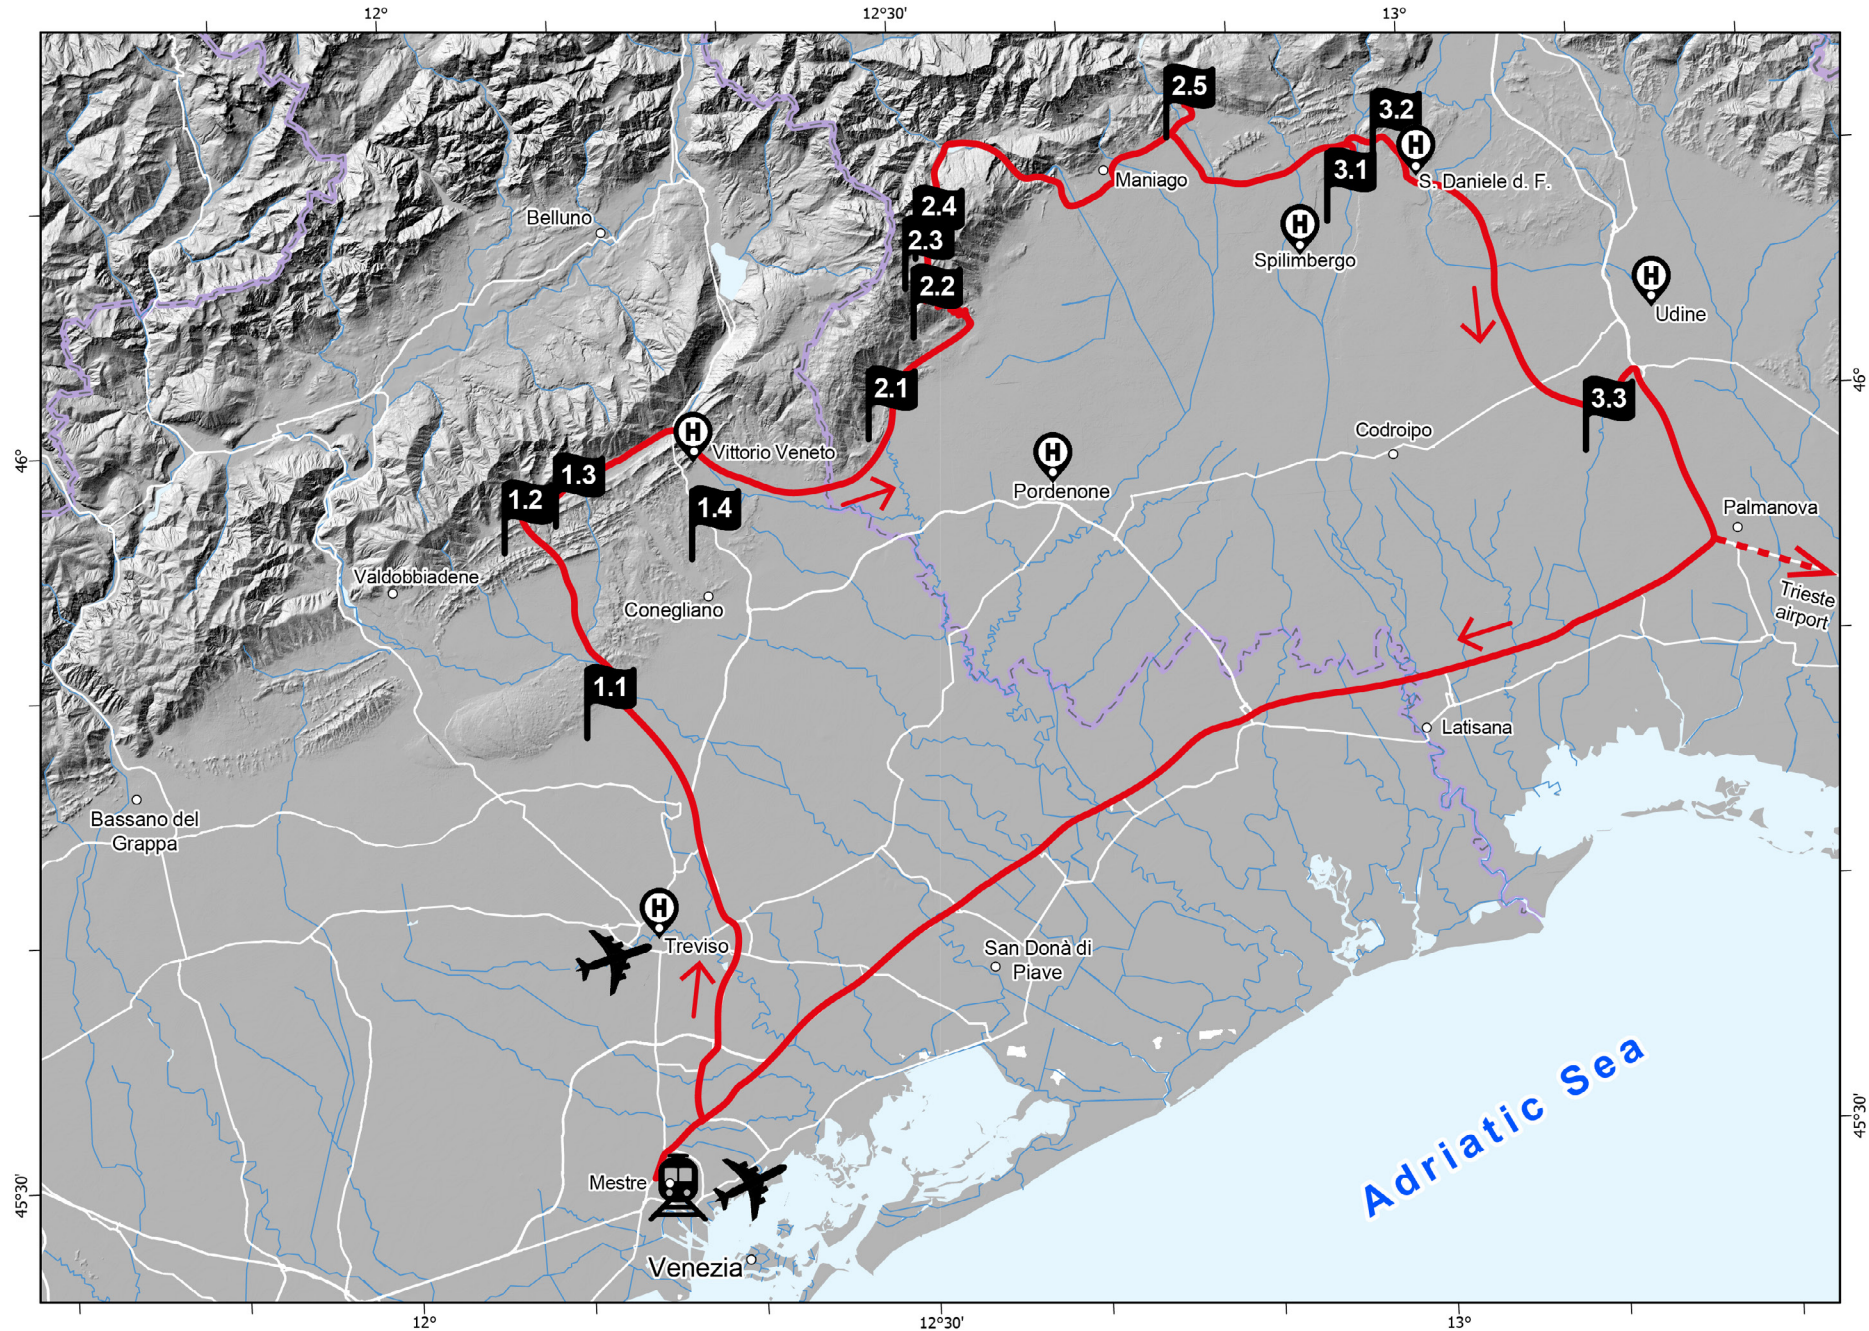 12°
12°30'
13°
2.5
3.2
H
3.1
S. Daniele d. F.
Maniago
2.4
H
Belluno
2.3
Spilimbergo
H
2.2
Udine
2.1
46°
3.3
H
Vittorio Veneto
Codroipo
46°
1.3
H
Pordenone
1.2
1.4
Palmanova
Valdobbiadene
Conegliano
Trieste
airport
1.1
Latisana
Bassano del
Grappa
H
Treviso
San Donà di
Piave
Adriatic Sea
45°30'
Mestre
45°30'
Venezia
12°
12°30'
13°